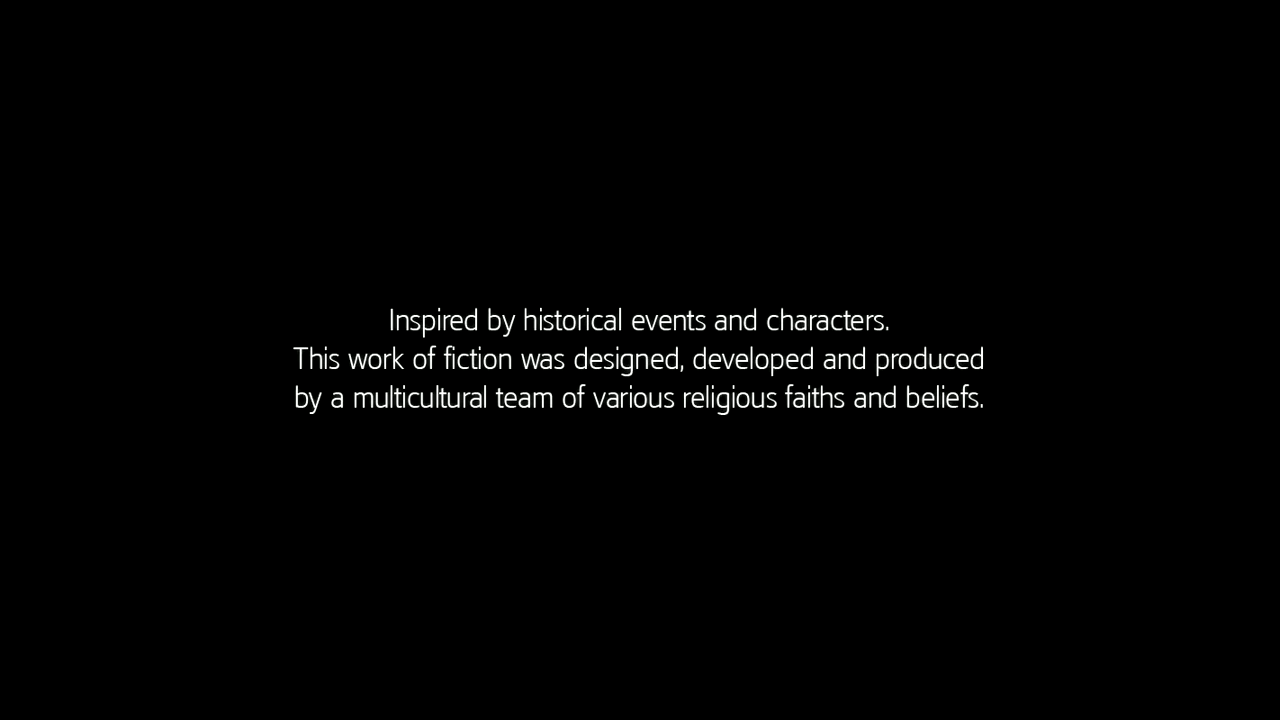 Inspired by historical events and characters.
This work of fiction was designed, developed and produced
by a multicultural team of various religious faiths and beliefs.